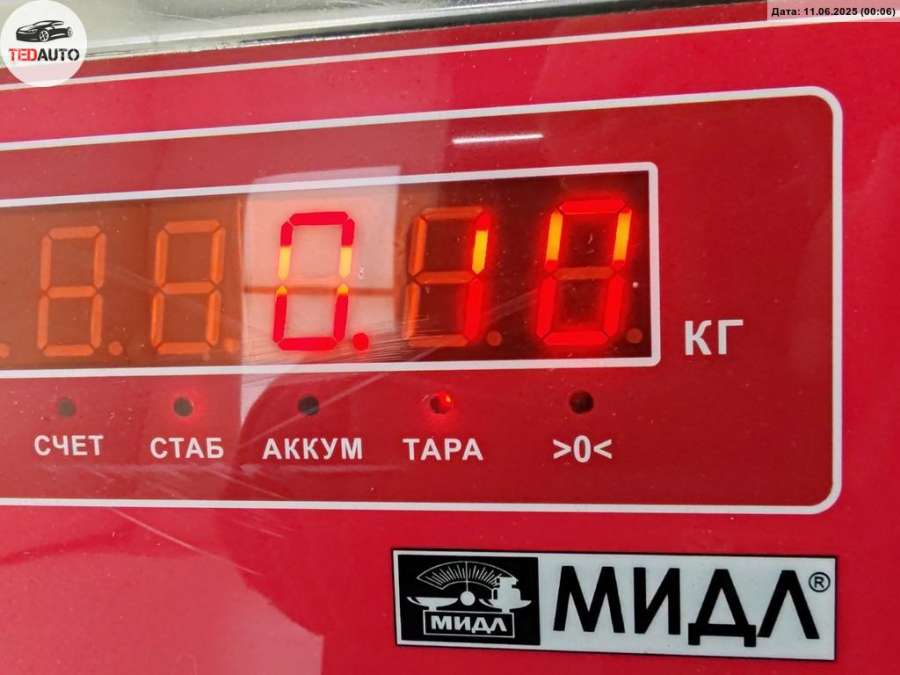 Дата: 11.06.2025 (00:06)
TEDAUTO
0.10
КГ
СЧЕТ СТАБ АККУМ ТАРА >0<
МИДЛ МИДЛ®